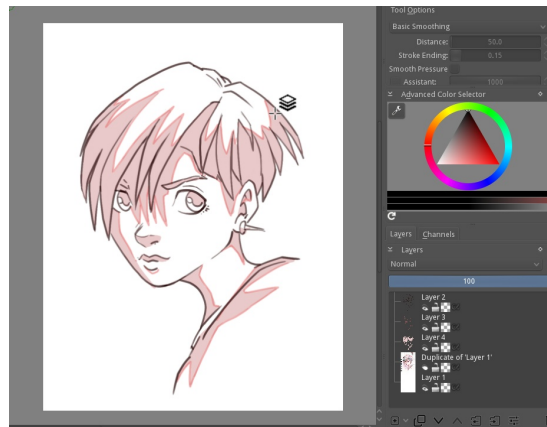 Tool Options
Basic Smoothing
Distance: 50.0
Stroke Ending: 0.15
Smooth Pressure
Assistant: 1000
Advanced Color Selector
Layers Channels
Layers
Normal
100
Layer 2
Layer 3
Layer 4
Duplicate of 'Layer 1'
Layer 1